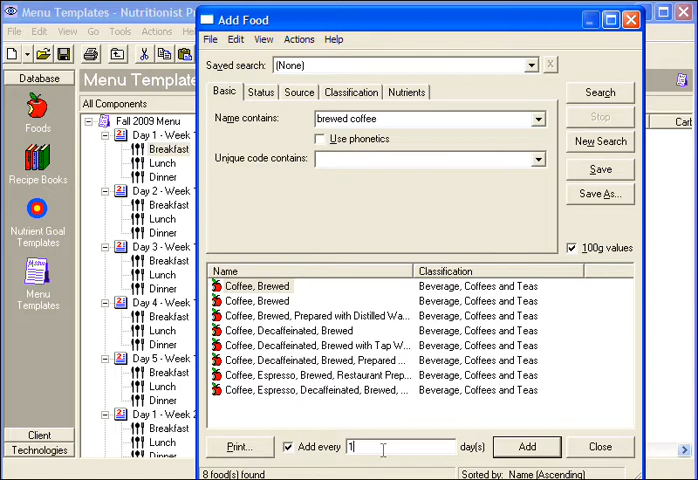 Menu Templates - Nutritionist P
File Edit View Tools Actions
Database
Foods
Recipe Books
Nutrient Goal
Templates
Menu
Templates
Client
Technologies
Menu Templates
All Components
Fall 2009 Menu
Day 1 - Week
Breakfast
Lunch
Dinner
Day 2 - Week
Breakfast
Lunch
Dinner
Day 3 - Week
Breakfast
Lunch
Dinner
Day 4 - Week
Breakfast
Lunch
Dinner
Day 5 - Week
Breakfast
Lunch
Dinner
Day 1 - Week 2
Breakfast
Lunch
Dinner
Add Food
File Edit View Actions Help
Saved search: (None)
Basic Status Source Classification Nutrients
Name contains: brewed coffee
Use phonetics
Unique code contains:
Search
Stop
New Search
Save
Save As...
100g values
Name Classification
Coffee, Brewed Beverage, Coffees and Teas
Coffee, Brewed Beverage, Coffees and Teas
Coffee, Brewed, Prepared with Distilled Wa... Beverage, Coffees and Teas
Coffee, Decaffeinated, Brewed Beverage, Coffees and Teas
Coffee, Decaffeinated, Brewed with Tap W... Beverage, Coffees and Teas
Coffee, Decaffeinated, Brewed, Prepared ... Beverage, Coffees and Teas
Coffee, Espresso, Brewed, Restaurant Prep... Beverage, Coffees and Teas
Coffee, Espresso, Decaffeinated, Brewed, ... Beverage, Coffees and Teas
Print... Add every 1 day(s) Add Close
8 food(s) found Sorted by: Name (Ascending)
Carb